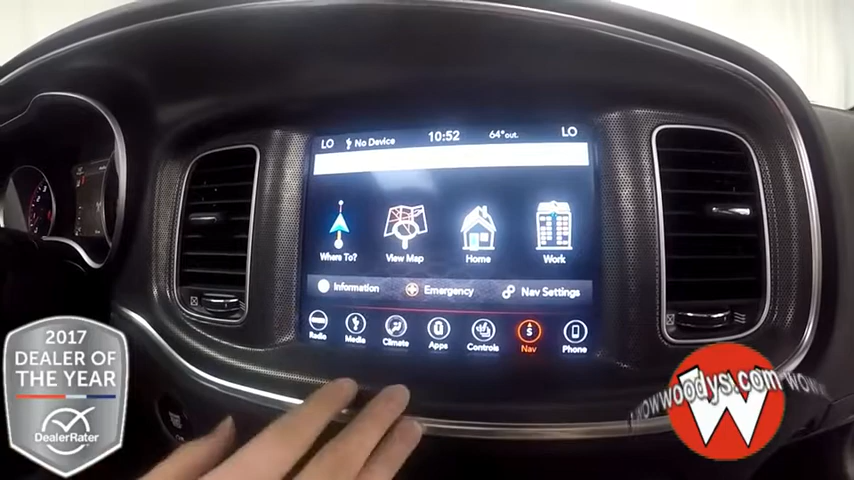 LO No Device 10:52 64° out. LO
Where To? View Map Home Work
Information Emergency Nav Settings
Radio Media Climate Apps Controls Nav Phone
2017
DEALER OF
THE YEAR
DealerRater
wowwoodys.com
W